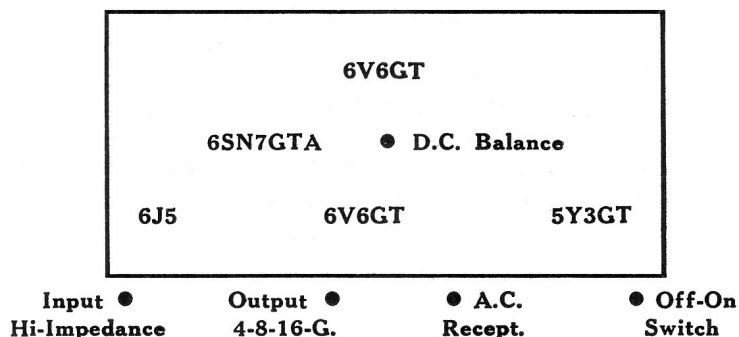 6V6GT
6SN7GTA ● D.C. Balance
6J5 6V6GT 5Y3GT
Input ● Output ● ● A.C. ● Off-On
Hi-Impedance 4-8-16-G. Recept. Switch